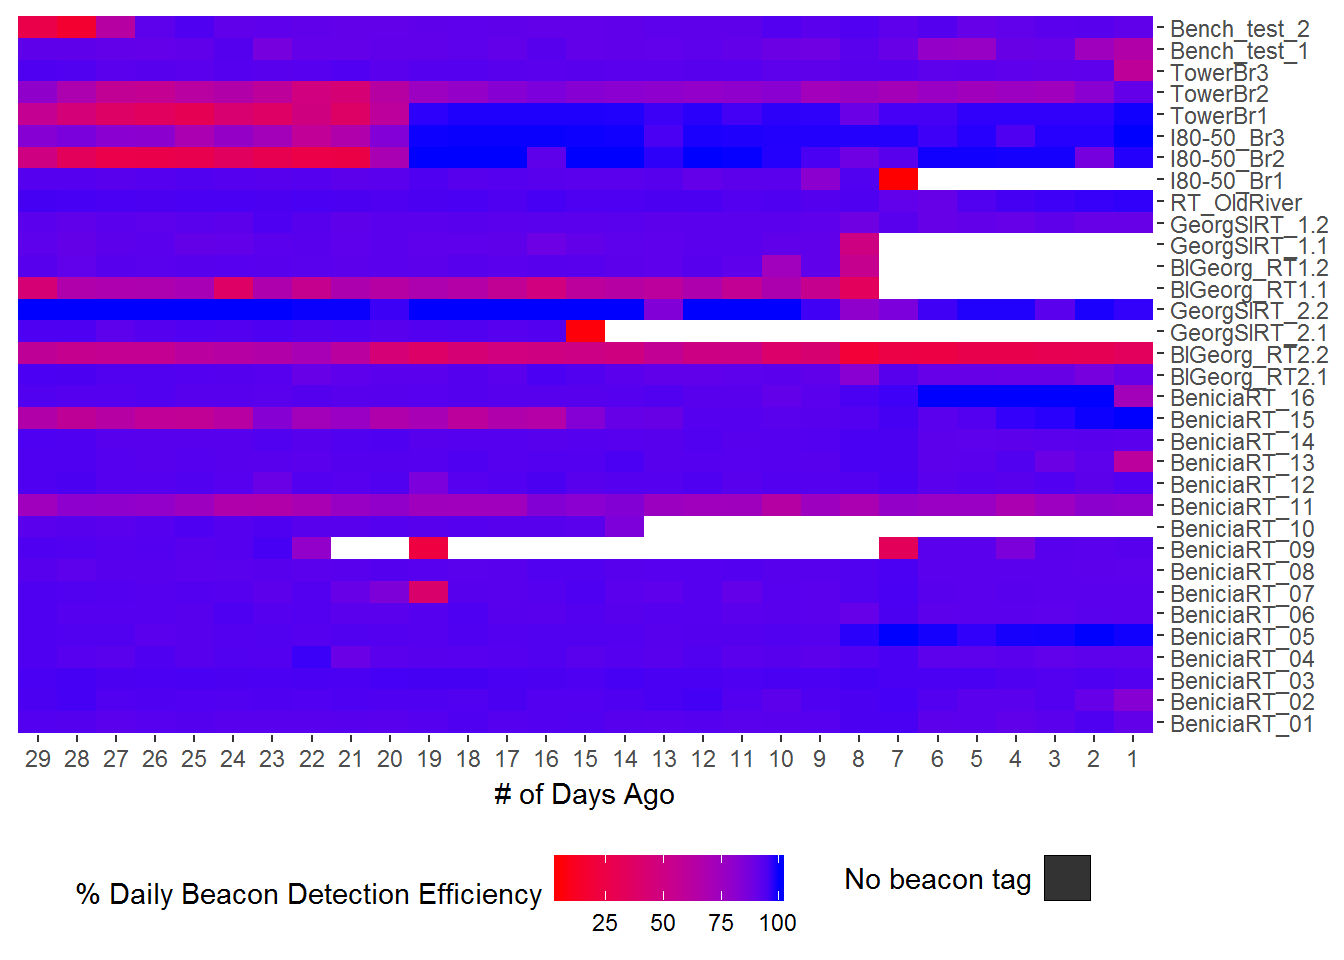 Bench_test_2
Bench_test_1
TowerBr3
TowerBr2
TowerBr1
I80-50_Br3
I80-50_Br2
I80-50_Br1
RT_OldRiver
GeorgSlRT_1.2
GeorgSlRT_1.1
BlGeorg_RT1.2
BlGeorg_RT1.1
GeorgSlRT_2.2
GeorgSlRT_2.1
BlGeorg_RT2.2
BlGeorg_RT2.1
BeniciaRT_16
BeniciaRT_15
BeniciaRT_14
BeniciaRT_13
BeniciaRT_12
BeniciaRT_11
BeniciaRT_10
BeniciaRT_09
BeniciaRT_08
BeniciaRT_07
BeniciaRT_06
BeniciaRT_05
BeniciaRT_04
BeniciaRT_03
BeniciaRT_02
BeniciaRT_01
29 28 27 26 25 24 23 22 21 20 19 18 17 16 15 14 13 12 11 10 9 8 7 6 5 4 3 2 1
# of Days Ago
% Daily Beacon Detection Efficiency
25 50 75 100
No beacon tag